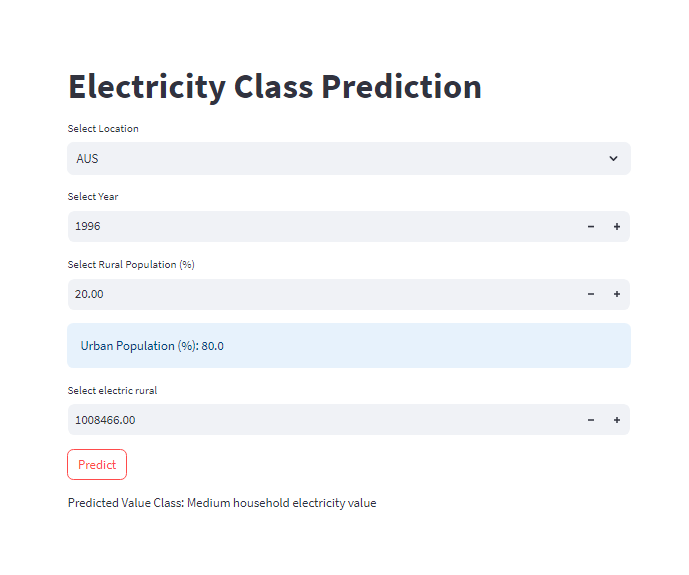 Electricity Class Prediction
Select Location
AUS
Select Year
1996
Select Rural Population (%)
20.00
Urban Population (%): 80.0
Select electric rural
1008466.00
Predict
Predicted Value Class: Medium household electricity value